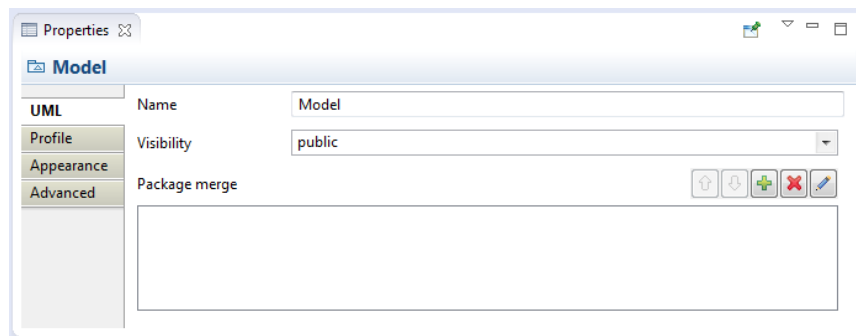 Properties
Model
UML
Name Model
Profile
Visibility public
Appearance
Advanced
Package merge